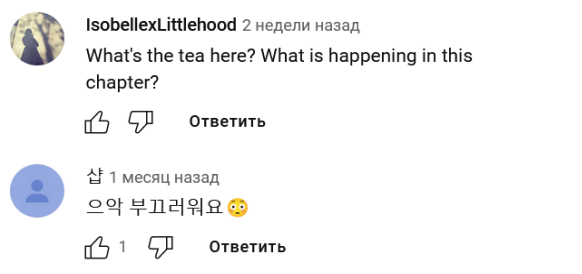 IsobellexLittlehood 2 недели назад
What's the tea here? What is happening in this
chapter?
Ответить
샵 1 месяц назад
으악 부끄러워요😳
1 Ответить